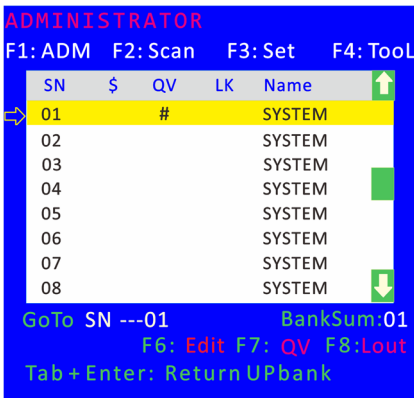 ADMINISTRATOR
F1: ADM F2: Scan F3: Set F4: TooL
SN $ QV LK Name
01 # SYSTEM
02 SYSTEM
03 SYSTEM
04 SYSTEM
05 SYSTEM
06 SYSTEM
07 SYSTEM
08 SYSTEM
GoTo SN ---01 BankSum:01
F6: Edit F7: QV F8:Lout
Tab+Enter: Return UPbank